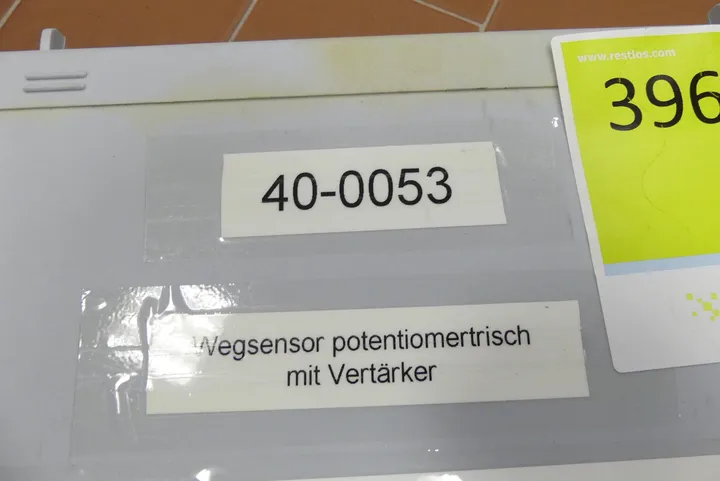 www.restlos.com
396
40-0053
Wegsensor potentiomertrisch
mit Vertärker